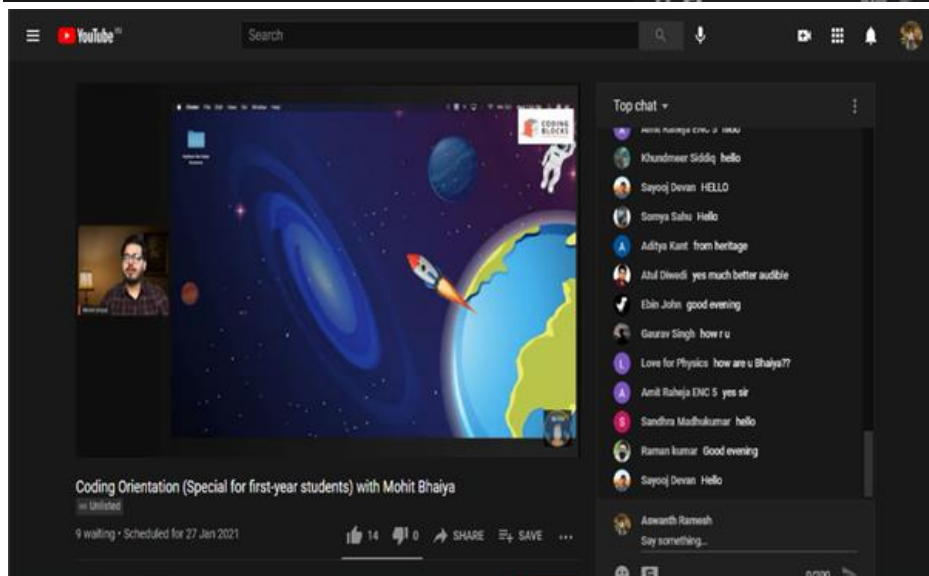 YouTube
Search
CODING
BLOCKS
Top chat
Khundmeer Siddiq hello
Sayooj Devan HELLO
Somya Sahu Hello
Aditya Kant from heritage
Atul Diwedi yes much better audible
Ebin John good evening
Gaurav Singh how r u
L Love for Physics how are u Bhaiya??
A Amit Raheja ENC 5 yes sir
S Sandhra Madhukumar hello
Raman kumar Good evening
Sayooj Devan Hello
Coding Orientation (Special for first-year students) with Mohit Bhaiya
Unlisted
9 waiting • Scheduled for 27 Jan 2021
14 0 SHARE SAVE
Aswanth Ramesh
Say something...
0/200